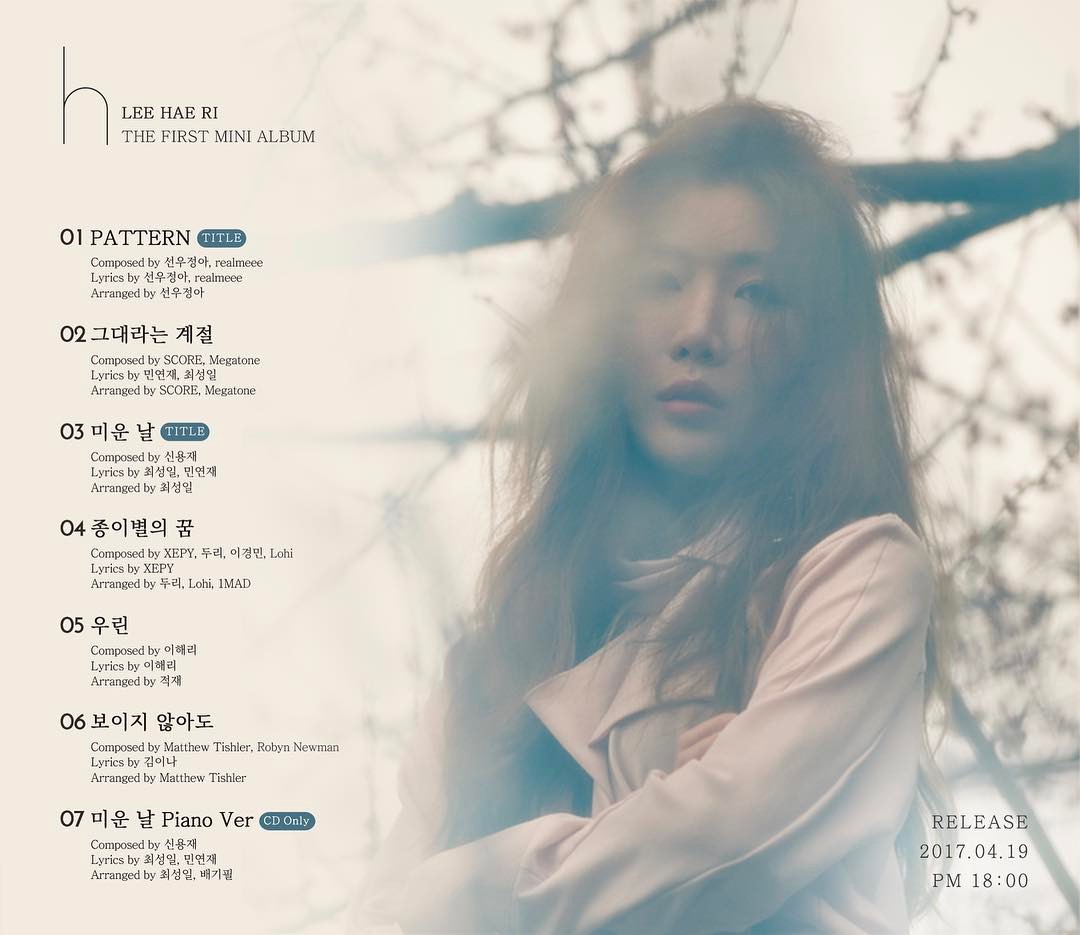 h
LEE HAE RI
THE FIRST MINI ALBUM
01 PATTERN TITLE
Composed by 선우정아, realmeee
Lyrics by 선우정아, realmeee
Arranged by 선우정아
02 그대라는 계절
Composed by SCORE, Megatone
Lyrics by 민연재, 최성일
Arranged by SCORE, Megatone
03 미운 날 TITLE
Composed by 신용재
Lyrics by 최성일, 민연재
Arranged by 최성일
04 종이별의 꿈
Composed by XEPY, 두리, 이경민, Lohi
Lyrics by XEPY
Arranged by 두리, Lohi, 1MAD
05 우린
Composed by 이해리
Lyrics by 이해리
Arranged by 적재
06 보이지 않아도
Composed by Matthew Tishler, Robyn Newman
Lyrics by 김이나
Arranged by Matthew Tishler
07 미운 날 Piano Ver CD Only
Composed by 신용재
Lyrics by 최성일, 민연재
Arranged by 최성일, 배기필
RELEASE
2017.04.19
PM 18:00